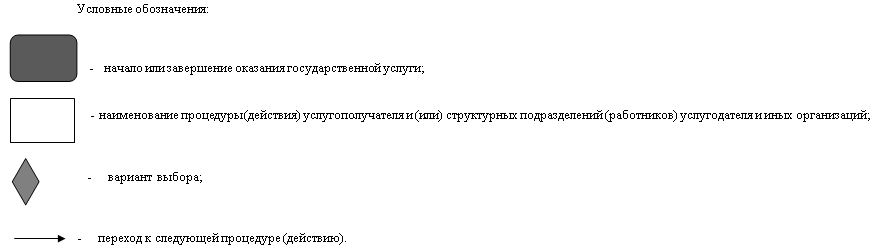 Условные обозначения:
- начало или завершение оказания государственной услуги;
- наименование процедуры (действия) услугополучателя и (или) структурных подразделений (работников) услугодателя и иных организаций;
- вариант выбора;
- переход к следующей процедуре (действию).